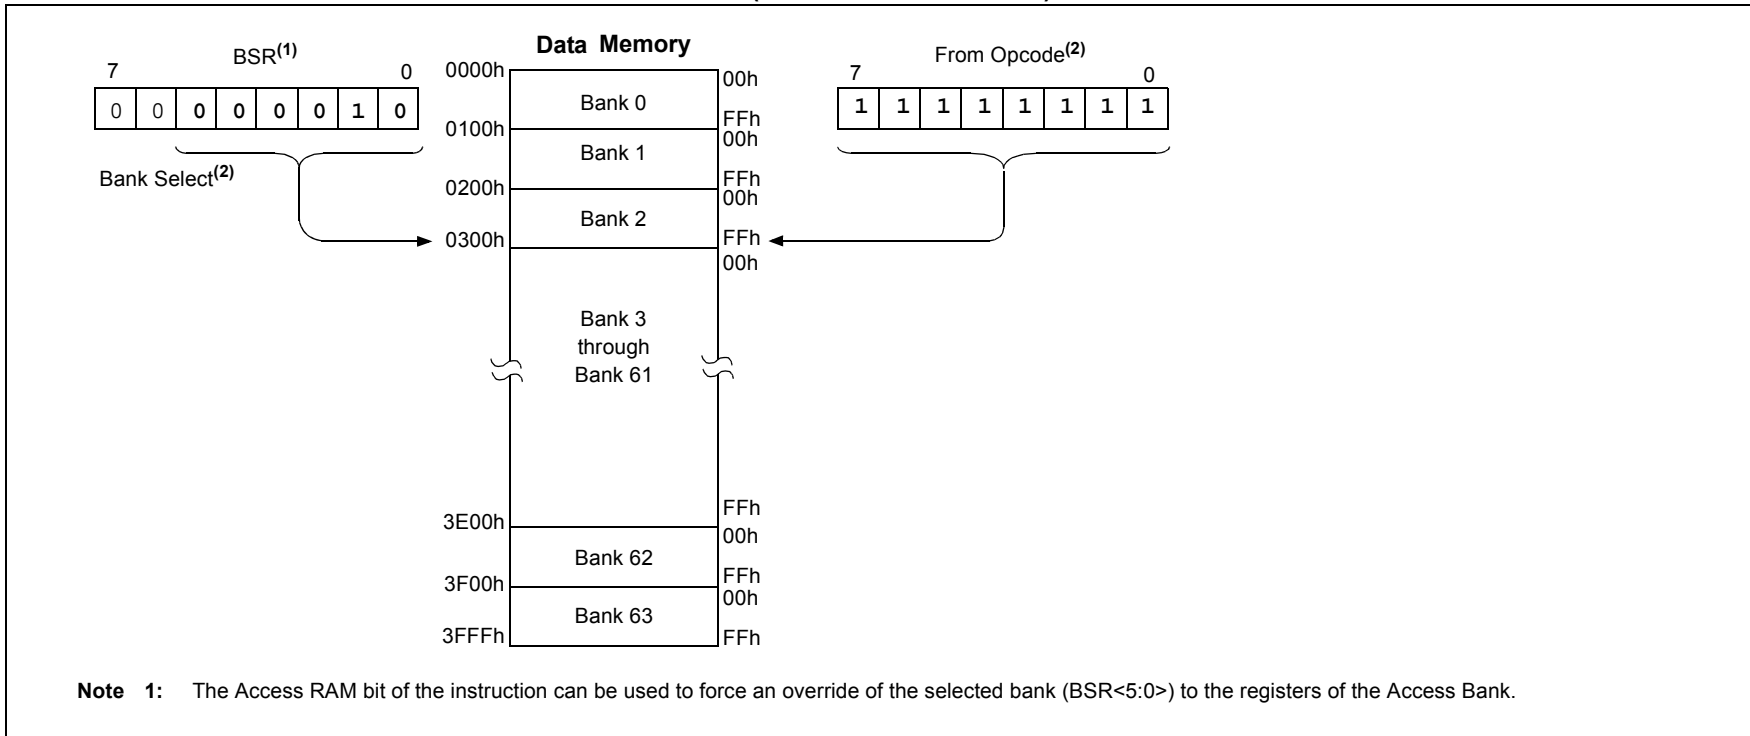 Data Memory
BSR(1)
7 0
0 0 0 0 0 0 1 0
Bank Select(2)
From Opcode(2)
7 0
1 1 1 1 1 1 1 1
0000h
Bank 0
00h
FFh
0100h
Bank 1
00h
FFh
0200h
Bank 2
00h
FFh
0300h
00h
Bank 3
through
Bank 61
FFh
3E00h
Bank 62
00h
FFh
3F00h
Bank 63
00h
3FFFh
FFh
Note 1: The Access RAM bit of the instruction can be used to force an override of the selected bank (BSR<5:0>) to the registers of the Access Bank.